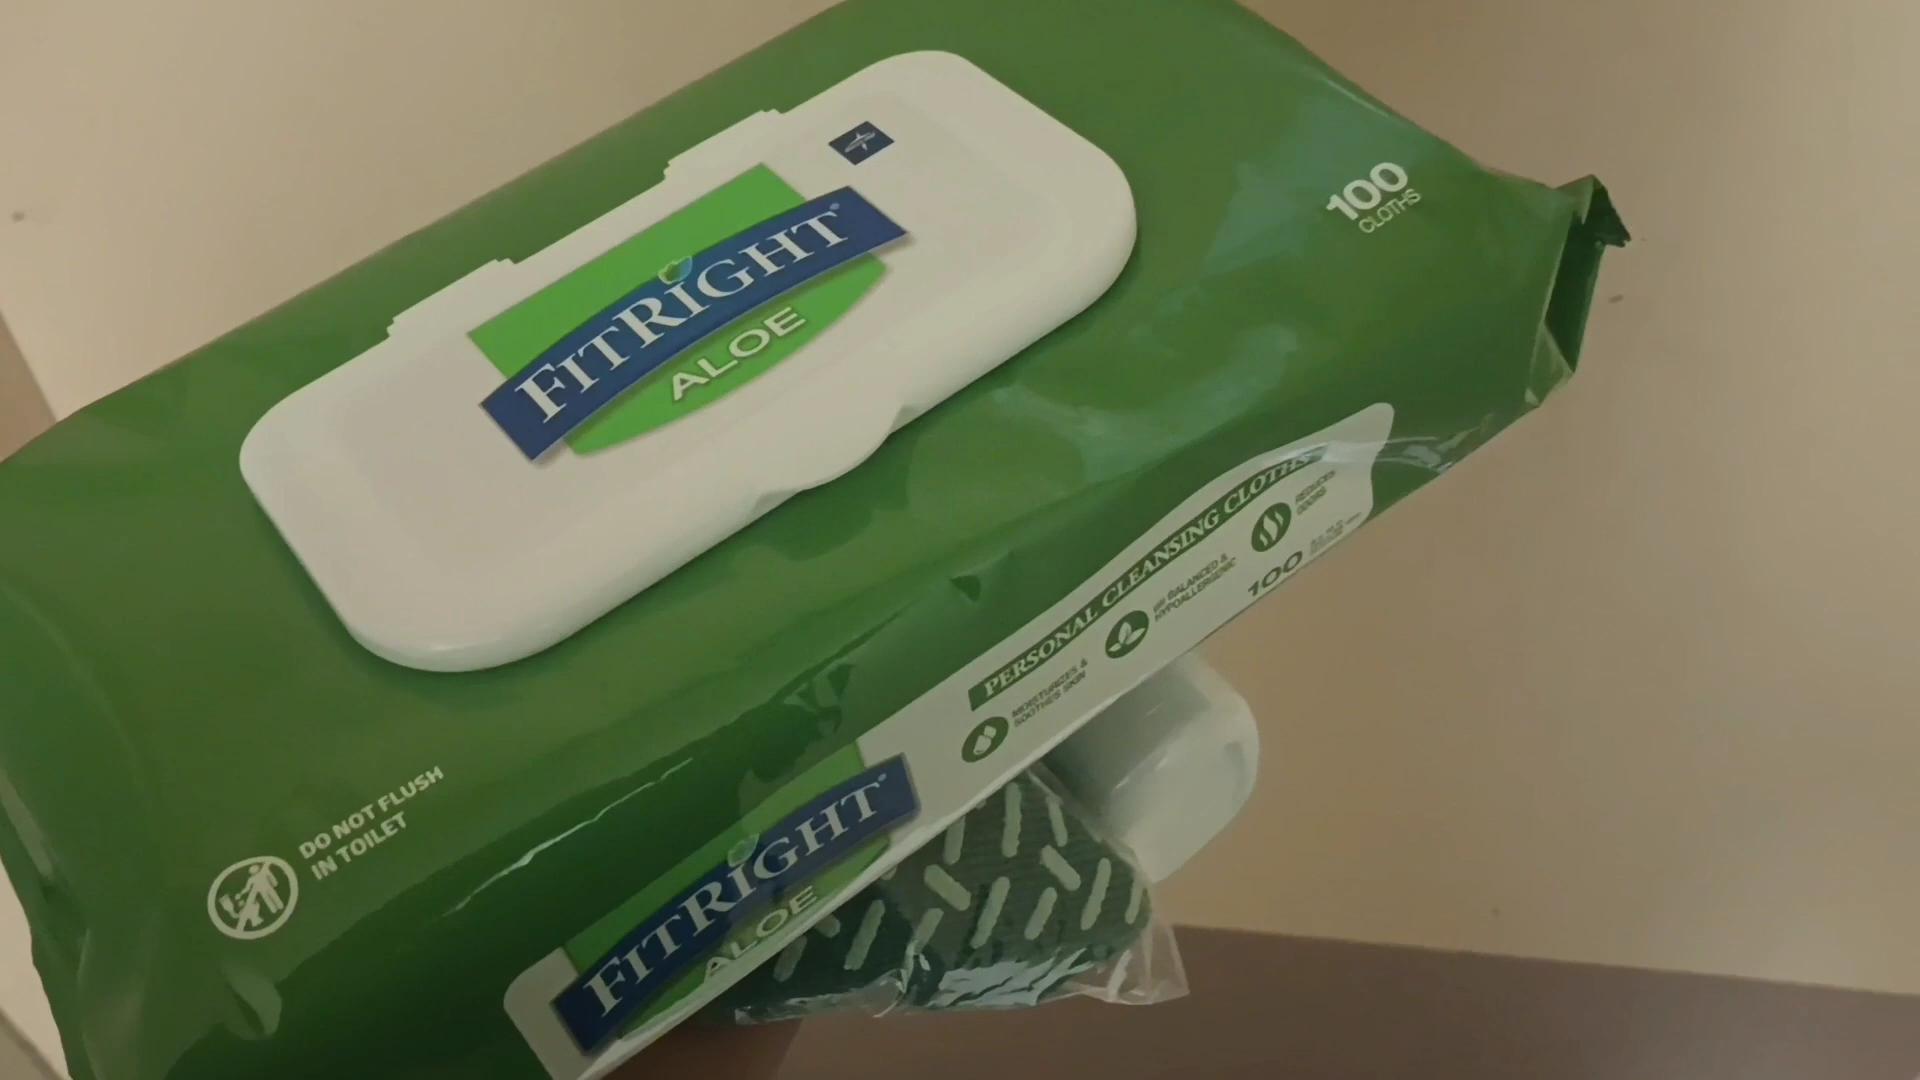 100
CLOTHS
FITRIGHT®
ALOE
PERSONAL CLEANSING CLOTHS
REDUCES
ODORS
pH BALANCED &
HYPOALLERGENIC
MOISTURIZES &
SOOTHES SKIN
100
DO NOT FLUSH
IN TOILET
FITRIGHT®
ALOE